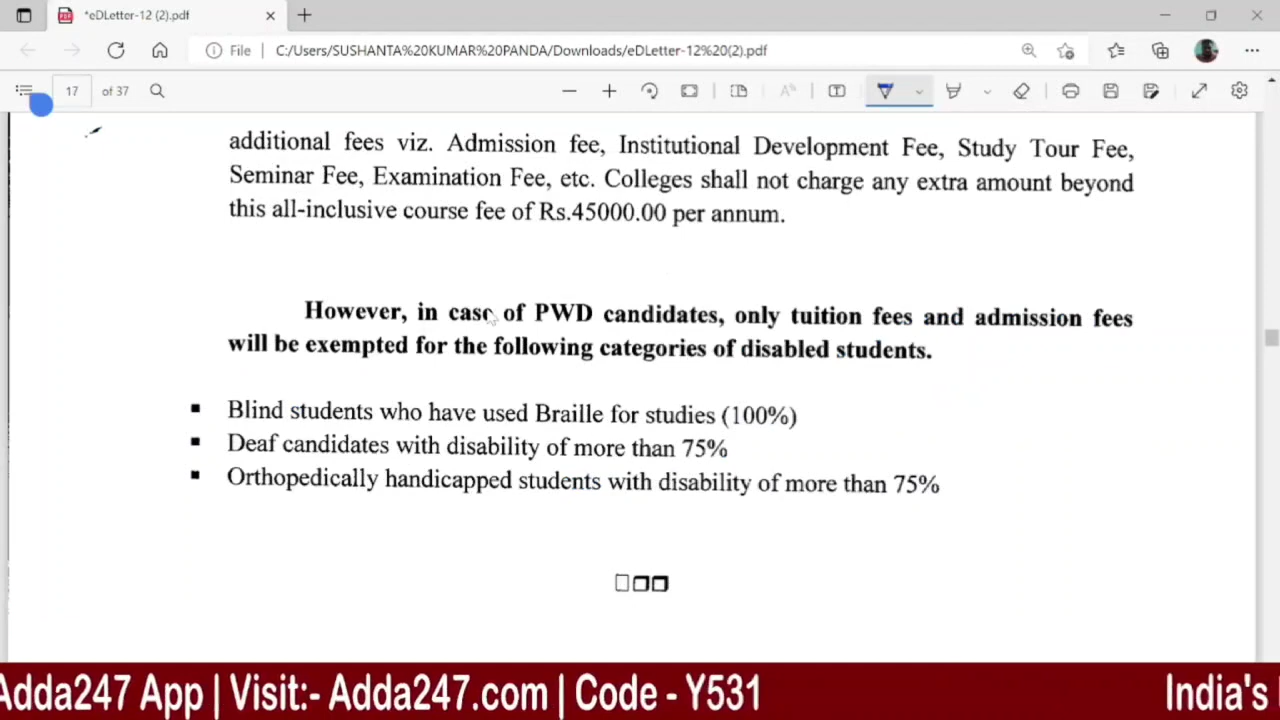 *eDLetter-12 (2).pdf
File | C:/Users/SUSHANTA%20KUMAR%20PANDA/Downloads/eDLetter-12%20(2).pdf
17 of 37
additional fees viz. Admission fee, Institutional Development Fee, Study Tour Fee,
Seminar Fee, Examination Fee, etc. Colleges shall not charge any extra amount beyond
this all-inclusive course fee of Rs.45000.00 per annum.
However, in case of PWD candidates, only tuition fees and admission fees
will be exempted for the following categories of disabled students.
▪ Blind students who have used Braille for studies (100%)
▪ Deaf candidates with disability of more than 75%
▪ Orthopedically handicapped students with disability of more than 75%
Adda247 App | Visit:- Adda247.com | Code - Y531 India's